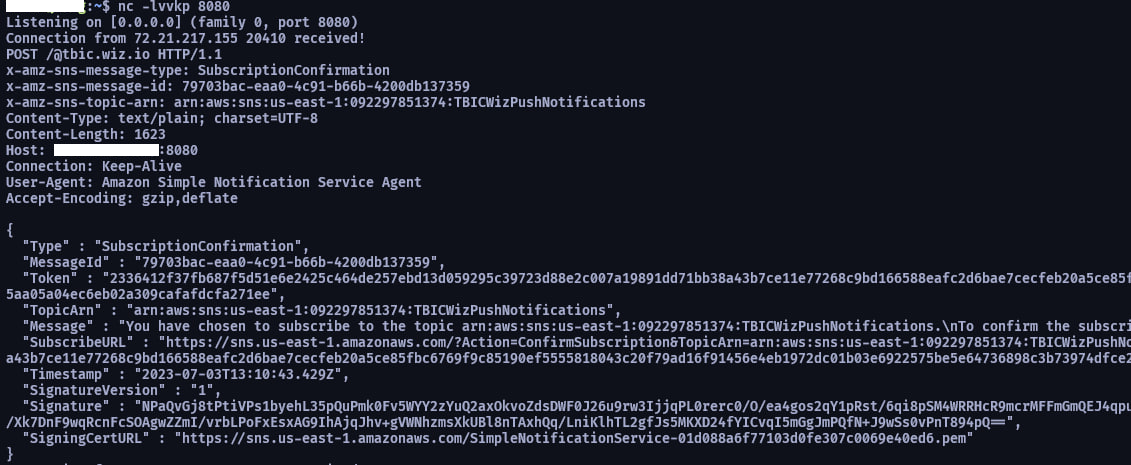 :~$ nc -lvvkp 8080
Listening on [0.0.0.0] (family 0, port 8080)
Connection from 72.21.217.155 20410 received!
POST /@tbic.wiz.io HTTP/1.1
x-amz-sns-message-type: SubscriptionConfirmation
x-amz-sns-message-id: 79703bac-eaa0-4c91-b66b-4200db137359
x-amz-sns-topic-arn: arn:aws:sns:us-east-1:092297851374:TBICWizPushNotifications
Content-Type: text/plain; charset=UTF-8
Content-Length: 1623
Host: :8080
Connection: Keep-Alive
User-Agent: Amazon Simple Notification Service Agent
Accept-Encoding: gzip,deflate
{
"Type" : "SubscriptionConfirmation",
"MessageId" : "79703bac-eaa0-4c91-b66b-4200db137359",
"Token" : "2336412f37fb687f5d51e6e2425c464de257ebd13d059295c39723d88e2c007a19891dd71bb38a43b7ce11e77268c9bd166588eafc2d6bae7cecfeb20a5ce85f
5aa05a04ec6eb02a309cafafdcfa271ee",
"TopicArn" : "arn:aws:sns:us-east-1:092297851374:TBICWizPushNotifications",
"Message" : "You have chosen to subscribe to the topic arn:aws:sns:us-east-1:092297851374:TBICWizPushNotifications.\nTo confirm the subscri
"SubscribeURL" : "https://sns.us-east-1.amazonaws.com/?Action=ConfirmSubscription&TopicArn=arn:aws:sns:us-east-1:092297851374:TBICWizPushNo
a43b7ce11e77268c9bd166588eafc2d6bae7cecfeb20a5ce85fbc6769f9c85190ef5555818043c20f79ad16f91456e4eb1972dc01b03e6922575be5e64736898c3b73974dfce2
"Timestamp" : "2023-07-03T13:10:43.429Z",
"SignatureVersion" : "1",
"Signature" : "NPaQvGj8tPtiVPs1byehL35pQuPmk0Fv5WYY2zYuQ2axOkvoZdsDWF0J26u9rw3IjjqPL0rerc0/O/ea4gos2qY1pRst/6qi8pSM4WRRHcR9mcrMFFmGmQEJ4qpu
/Xk7DnF9wqRcnFcSOAgwZZmI/vrbLPoFxEsxAG9IhAjqJhv+gVWNhzmsXkUBl8nTAxhQq/LniKlhTL2gfJs5MKXD24fYICvqI5mGgJmPQfN+J9wSs0vPnT894pQ==",
"SigningCertURL" : "https://sns.us-east-1.amazonaws.com/SimpleNotificationService-01d088a6f77103d0fe307c0069e40ed6.pem"
}